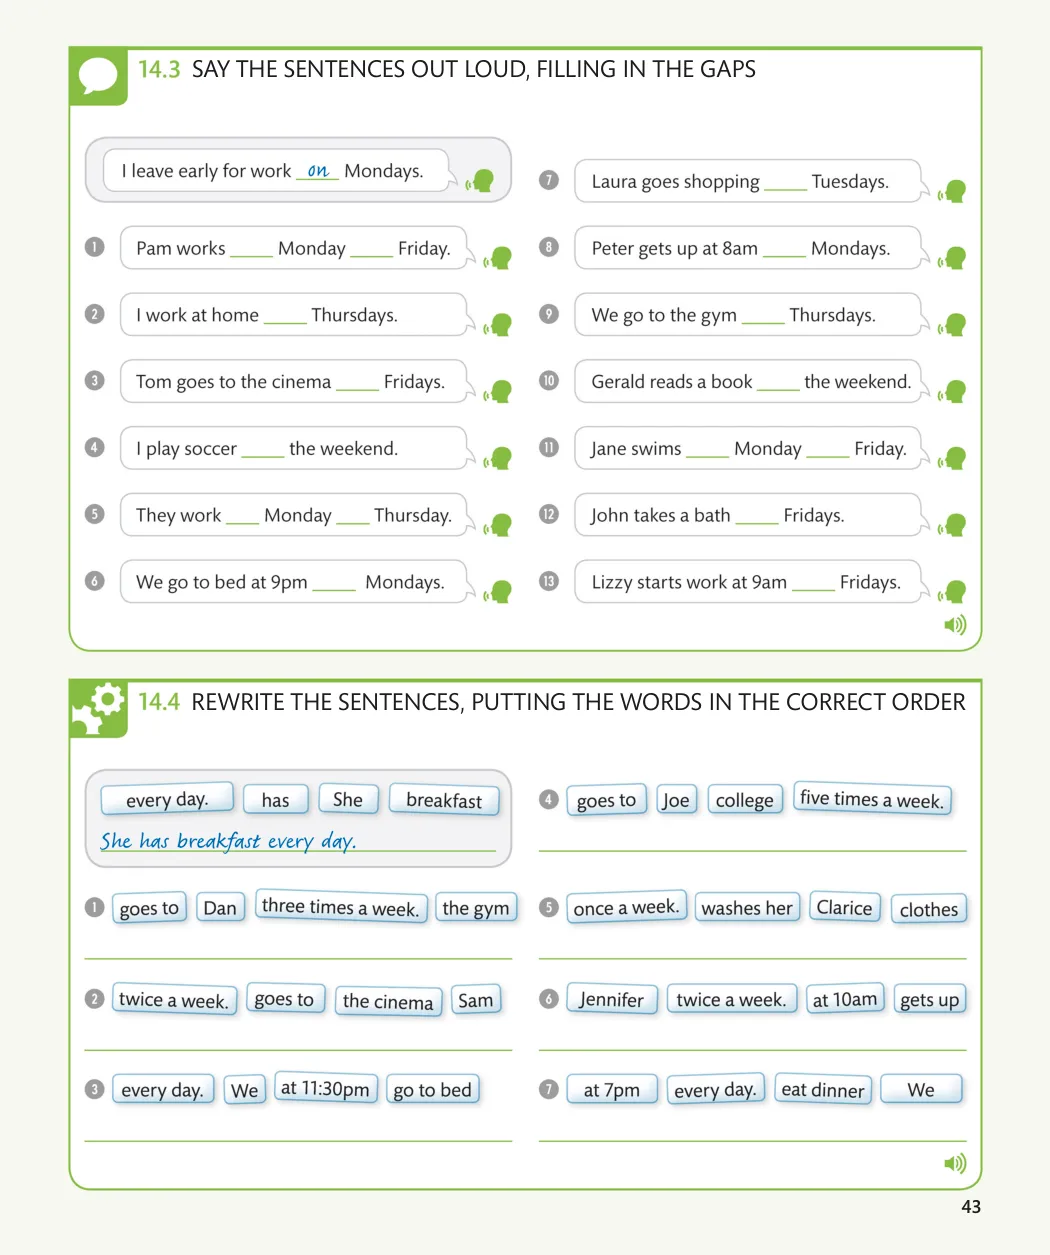 14.3 SAY THE SENTENCES OUT LOUD, FILLING IN THE GAPS
I leave early for work on Mondays.
1 Pam works ____ Monday ____ Friday.
2 I work at home ____ Thursdays.
3 Tom goes to the cinema ____ Fridays.
4 I play soccer ____ the weekend.
5 They work ____ Monday ____ Thursday.
6 We go to bed at 9pm ____ Mondays.
7 Laura goes shopping ____ Tuesdays.
8 Peter gets up at 8am ____ Mondays.
9 We go to the gym ____ Thursdays.
10 Gerald reads a book ____ the weekend.
11 Jane swims ____ Monday ____ Friday.
12 John takes a bath ____ Fridays.
13 Lizzy starts work at 9am ____ Fridays.
14.4 REWRITE THE SENTENCES, PUTTING THE WORDS IN THE CORRECT ORDER
every day. has She breakfast
She has breakfast every day.
1 goes to Dan three times a week. the gym
2 twice a week. goes to the cinema Sam
3 every day. We at 11:30pm go to bed
4 goes to Joe college five times a week.
5 once a week. washes her Clarice clothes
6 Jennifer twice a week. at 10am gets up
7 at 7pm every day. eat dinner We
43